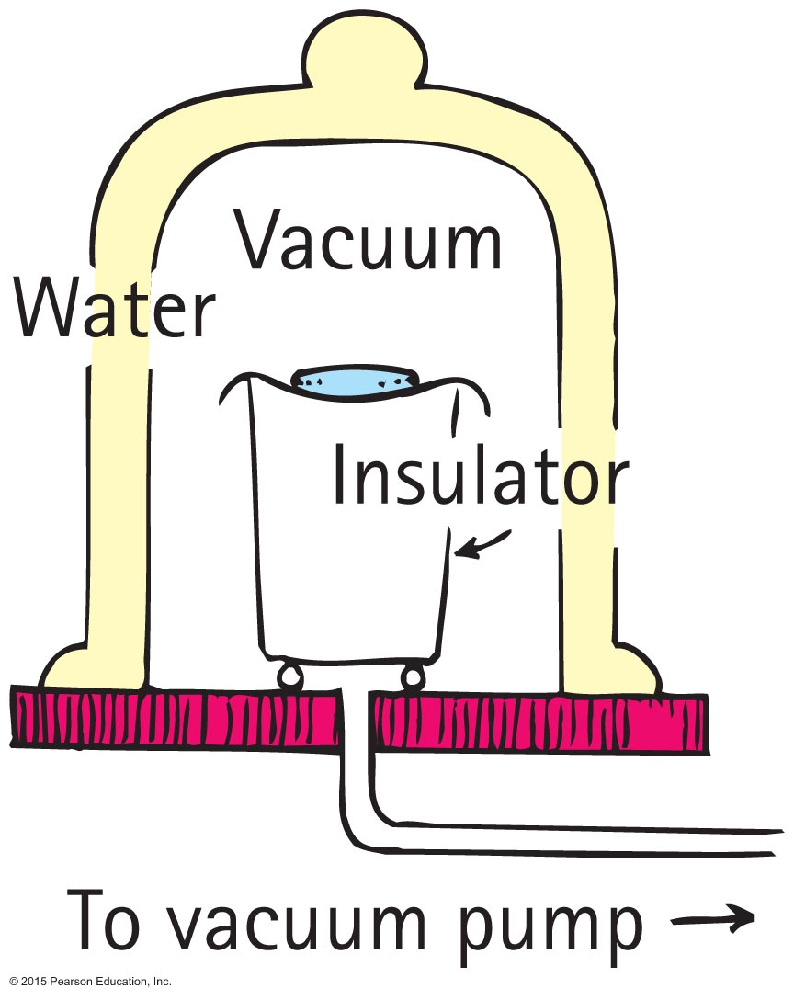 Vacuum
Water
Insulator
To vacuum pump
© 2015 Pearson Education, Inc.